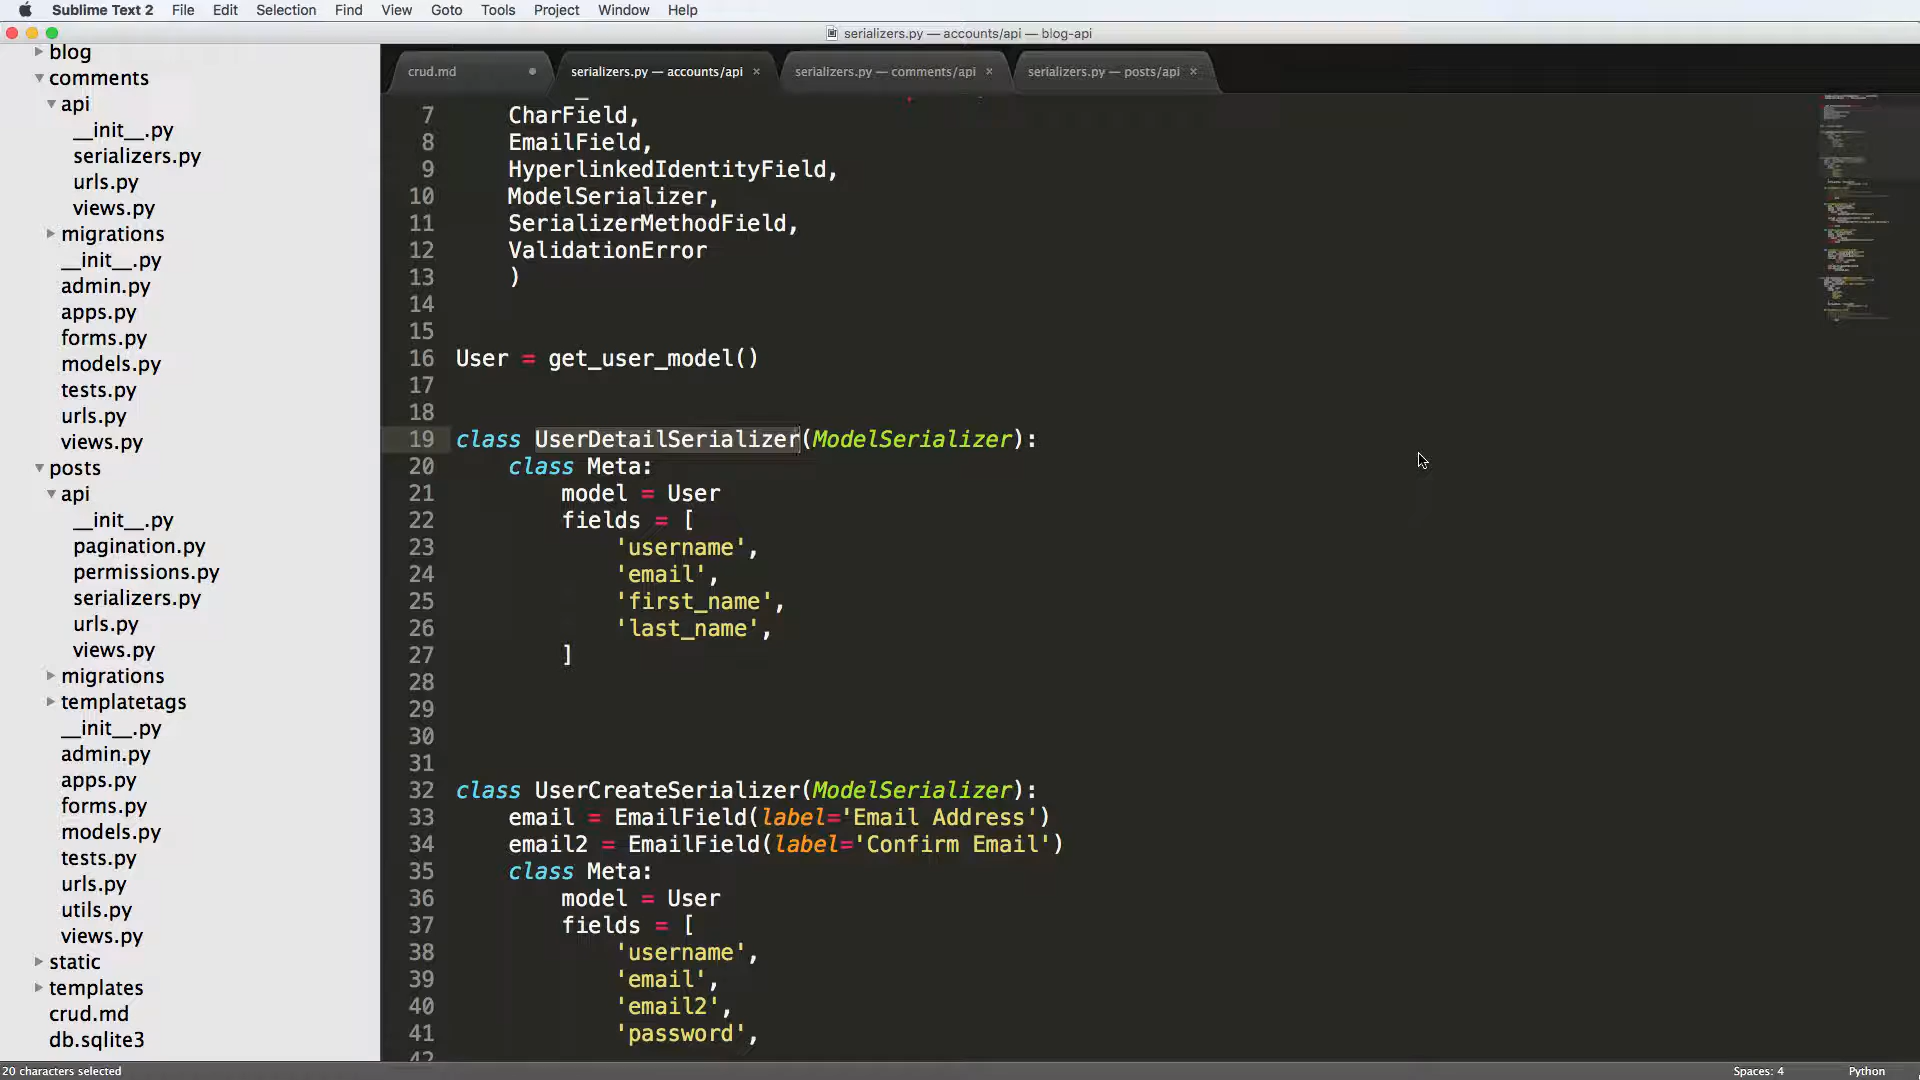 Sublime Text 2 File Edit Selection Find View Goto Tools Project Window Help
serializers.py — accounts/api — blog-api
crud.md
serializers.py — accounts/api ×
serializers.py — comments/api ×
serializers.py — posts/api ×
blog
comments
api
__init__.py
serializers.py
urls.py
views.py
migrations
__init__.py
admin.py
apps.py
forms.py
models.py
tests.py
urls.py
views.py
posts
api
__init__.py
pagination.py
permissions.py
serializers.py
urls.py
views.py
migrations
templatetags
__init__.py
admin.py
apps.py
forms.py
models.py
tests.py
urls.py
utils.py
views.py
static
templates
crud.md
db.sqlite3
7 CharField,
8 EmailField,
9 HyperlinkedIdentityField,
10 ModelSerializer,
11 SerializerMethodField,
12 ValidationError
13 )
14
15
16 User = get_user_model()
17
18
19 class UserDetailSerializer(ModelSerializer):
20 class Meta:
21 model = User
22 fields = [
23 'username',
24 'email',
25 'first_name',
26 'last_name',
27 ]
28
29
30
31
32 class UserCreateSerializer(ModelSerializer):
33 email = EmailField(label='Email Address')
34 email2 = EmailField(label='Confirm Email')
35 class Meta:
36 model = User
37 fields = [
38 'username',
39 'email',
40 'email2',
41 'password',
42
20 characters selected
Spaces: 4 Python